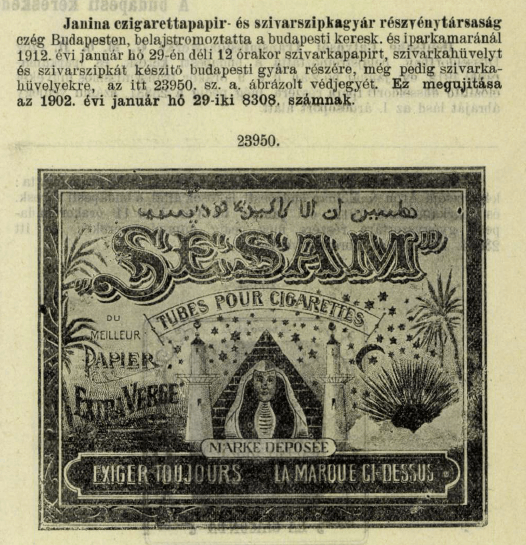 Janina czigarettapapir- és szivarszipkagyár részvénytársaság
czég Budapesten, belajstromoztatta a budapesti keresk. és iparkamaránál
1912. évi január hó 29-én déli 12 órakor szivarkapapirt, szivarkahüvelyt
és szivarszipkát készitő budapesti gyára részére, még pedig szivarka-
hüvelyekre, az itt 23950. sz. a. ábrázolt védjegyét. Ez megujitása
az 1902. évi január hó 29-iki 8308. számnak.
23950.
"SESAM"
TUBES POUR CIGARETTES
DU
MEILLEUR
PAPIER
EXTRA VERGÉ
MARKE DEPOSÉE
EXIGER TOUJOURS LA MARQUE CI-DESSUS